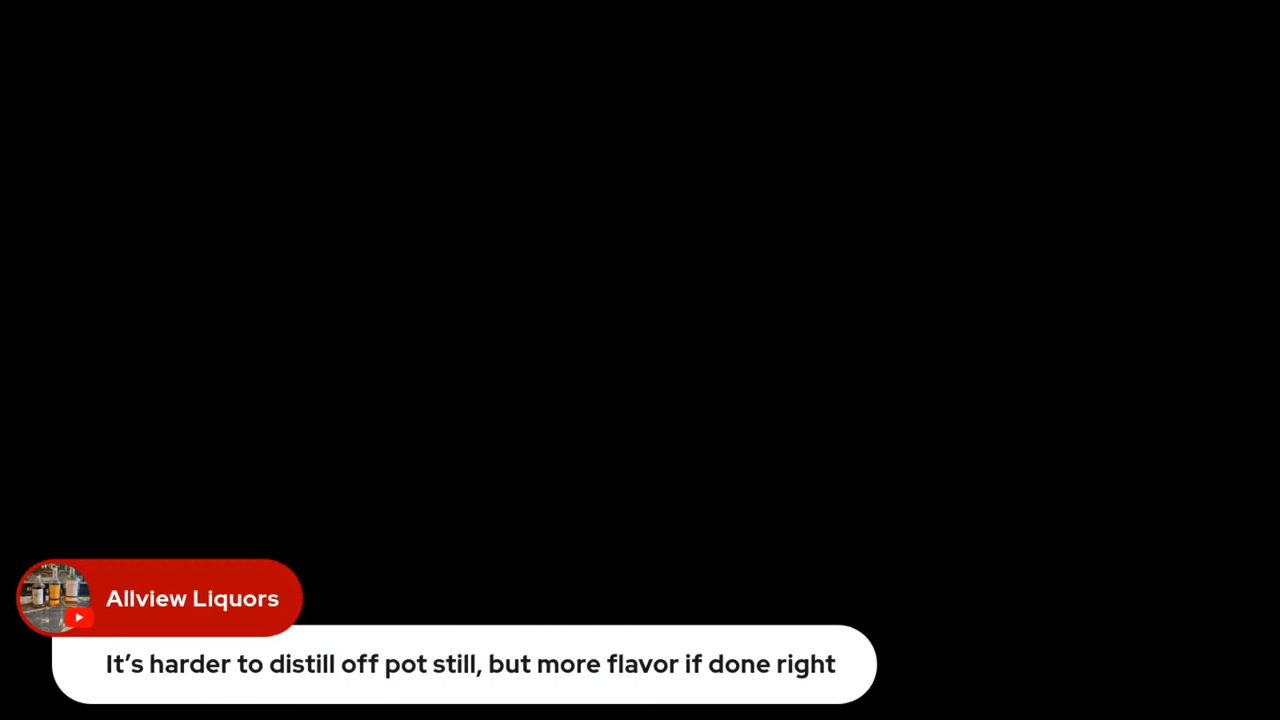 Allview Liquors
It’s harder to distill off pot still, but more flavor if done right